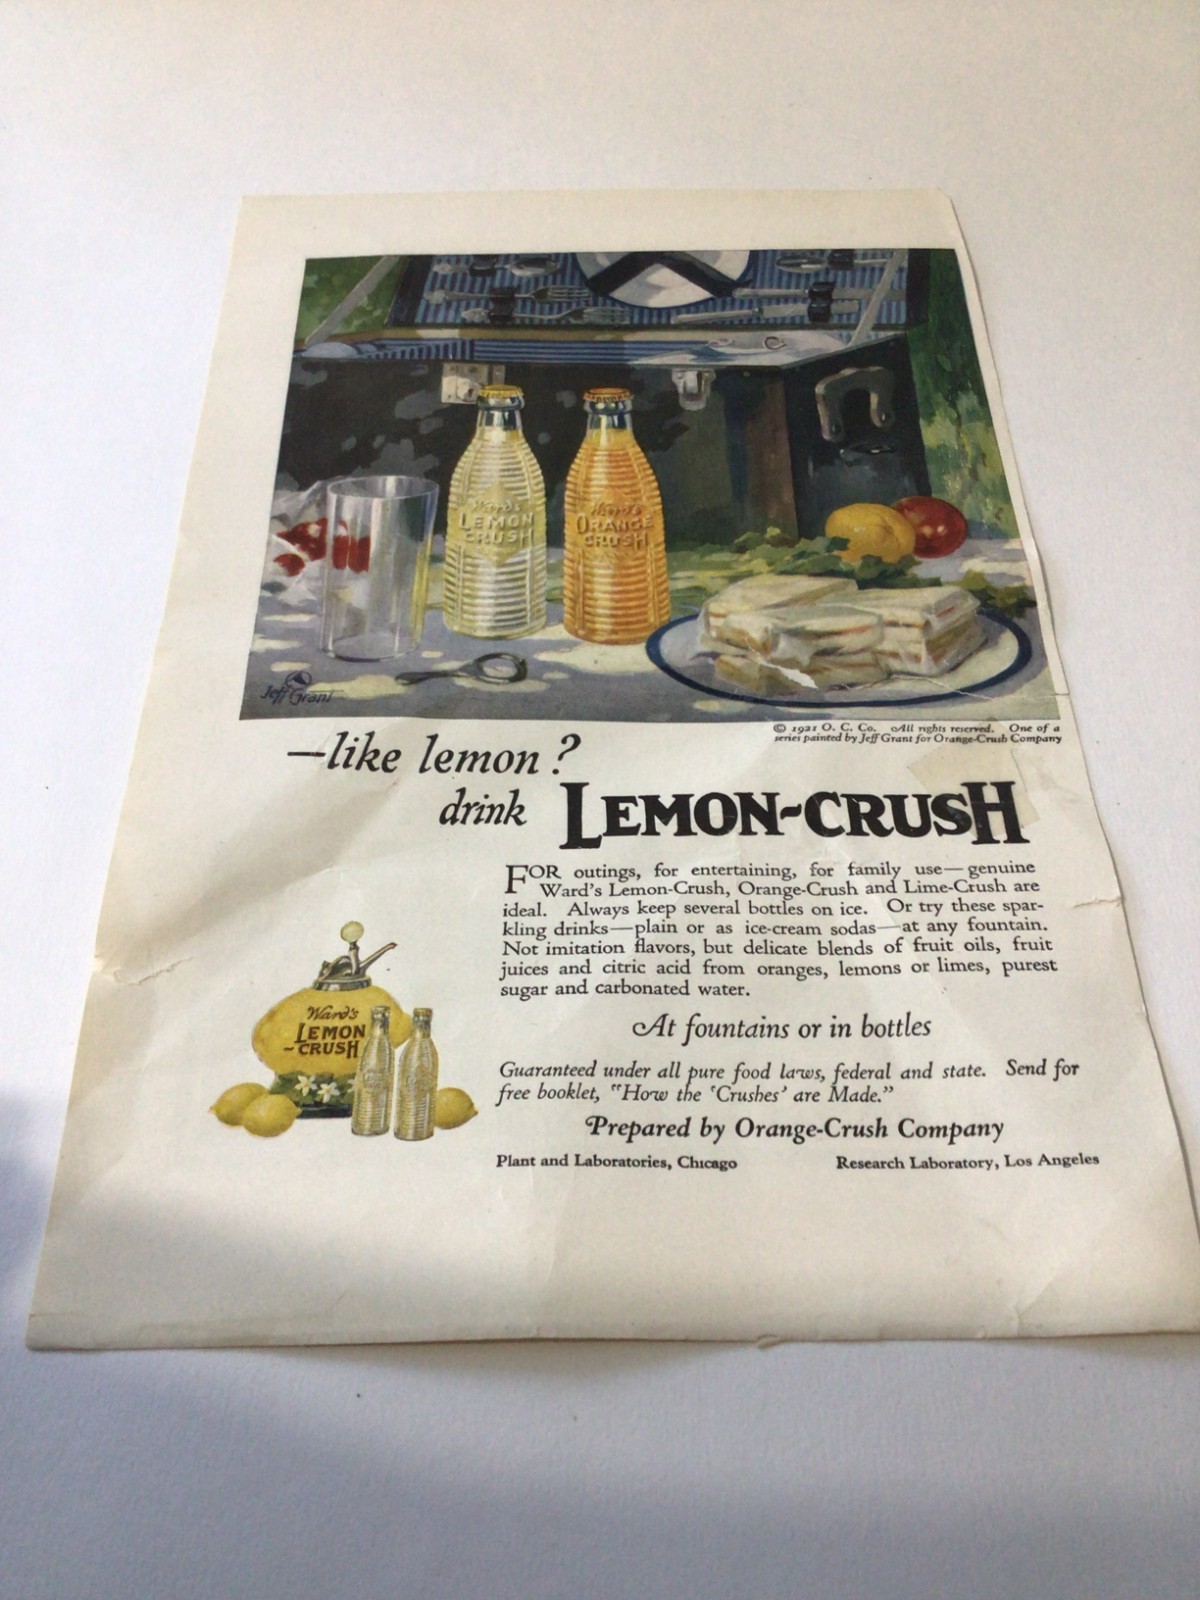 Ward's
LEMON
CRUSH
Ward's
ORANGE
CRUSH
Jeff Grant
© 1921 O. C. Co. All rights reserved. One of a
series painted by Jeff Grant for Orange-Crush Company
—like lemon?
drink LEMON-CRUSH
FOR outings, for entertaining, for family use—genuine
Ward's Lemon-Crush, Orange-Crush and Lime-Crush are
ideal. Always keep several bottles on ice. Or try these spar-
kling drinks—plain or as ice-cream sodas—at any fountain.
Not imitation flavors, but delicate blends of fruit oils, fruit
juices and citric acid from oranges, lemons or limes, purest
sugar and carbonated water.
Ward's
LEMON
-CRUSH
At fountains or in bottles
Guaranteed under all pure food laws, federal and state. Send for
free booklet, "How the 'Crushes' are Made."
Prepared by Orange-Crush Company
Plant and Laboratories, Chicago Research Laboratory, Los Angeles